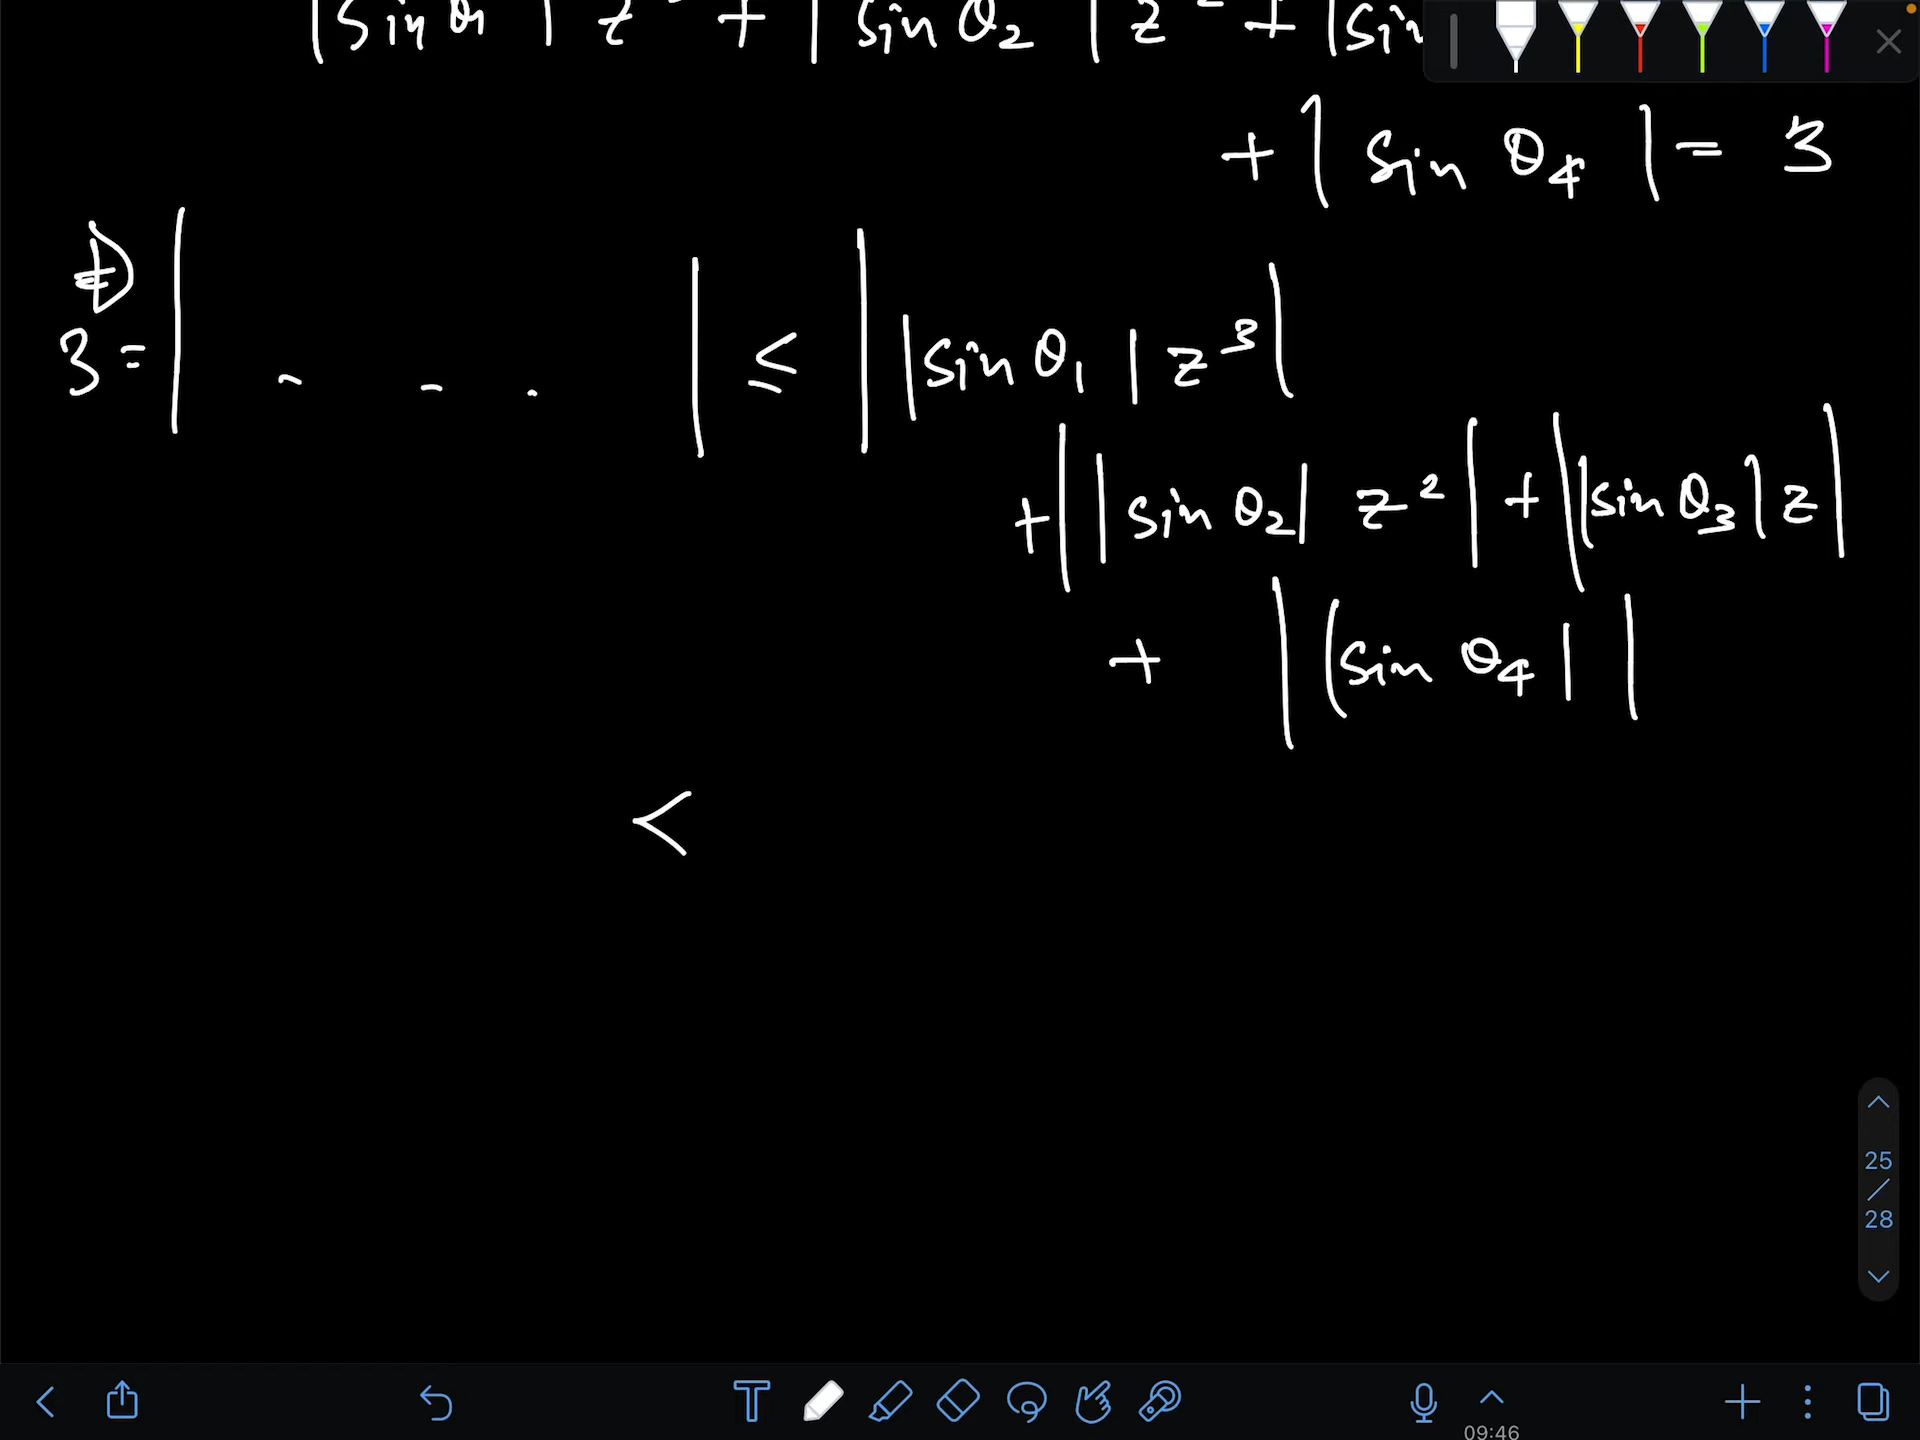 |sin θ₁| z³ + |sin θ₂| z² + |sin
+ |sin θ₄| = 3
3 = | . . . | ≤ ||sin θ₁| z³|
+ ||sin θ₂| z²| + ||sin θ₃| z|
+ ||sin θ₄||
<
25
/
28
T
09:46